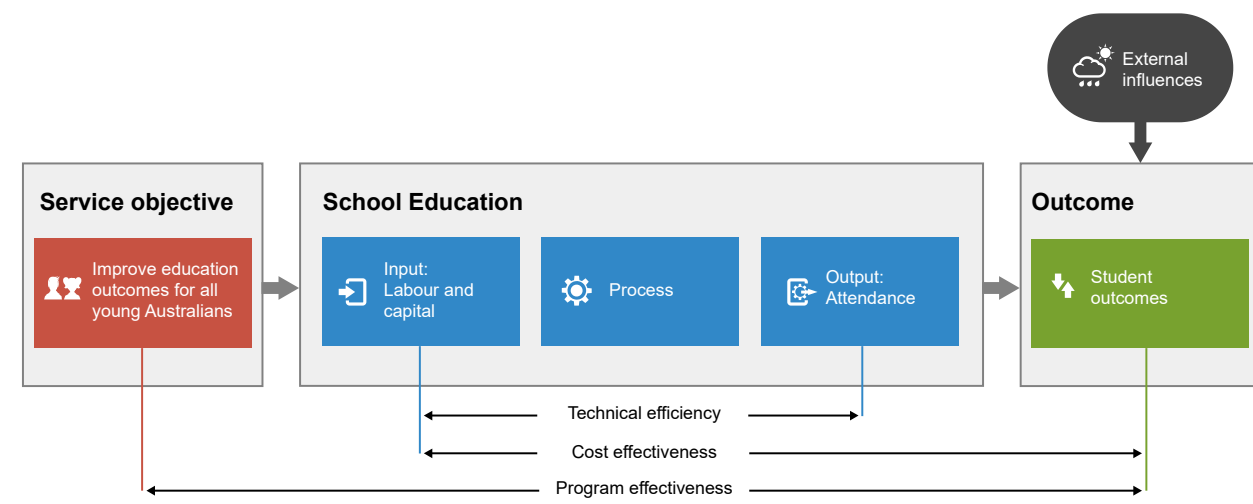 External
influences
Service objective
School Education
Outcome
Improve education
outcomes for all
young Australians
Input:
Labour and
capital
Process
Output:
Attendance
Student
outcomes
Technical efficiency
Cost effectiveness
Program effectiveness